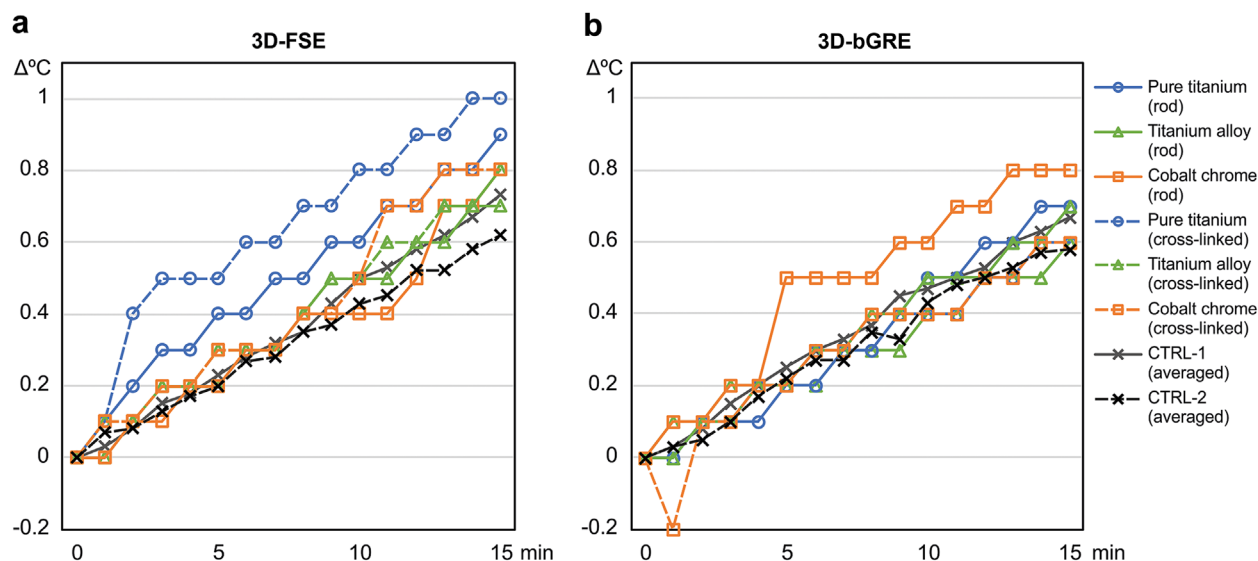 a
3D-FSE
Δ°C
1
0.8
0.6
0.4
0.2
0
-0.2
0 5 10 15 min
b
3D-bGRE
Δ°C
1
0.8
0.6
0.4
0.2
0
-0.2
0 5 10 15 min
Pure titanium
(rod)
Titanium alloy
(rod)
Cobalt chrome
(rod)
Pure titanium
(cross-linked)
Titanium alloy
(cross-linked)
Cobalt chrome
(cross-linked)
CTRL-1
(averaged)
CTRL-2
(averaged)